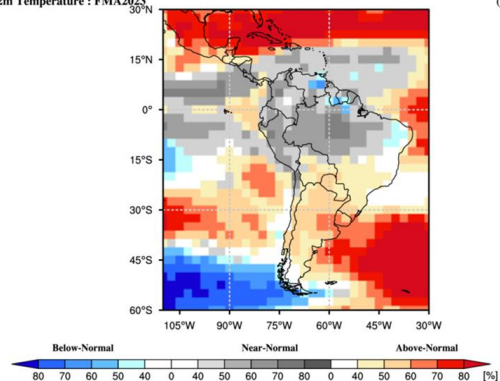 2m Temperature : FMA2023
30°N
15°N
0°
15°S
30°S
45°S
60°S
105°W 90°W 75°W 60°W 45°W 30°W
Below-Normal Near-Normal Above-Normal
70 60 50 40 0 40 50 60 70 80 0 40 50 60 70 80 [%]